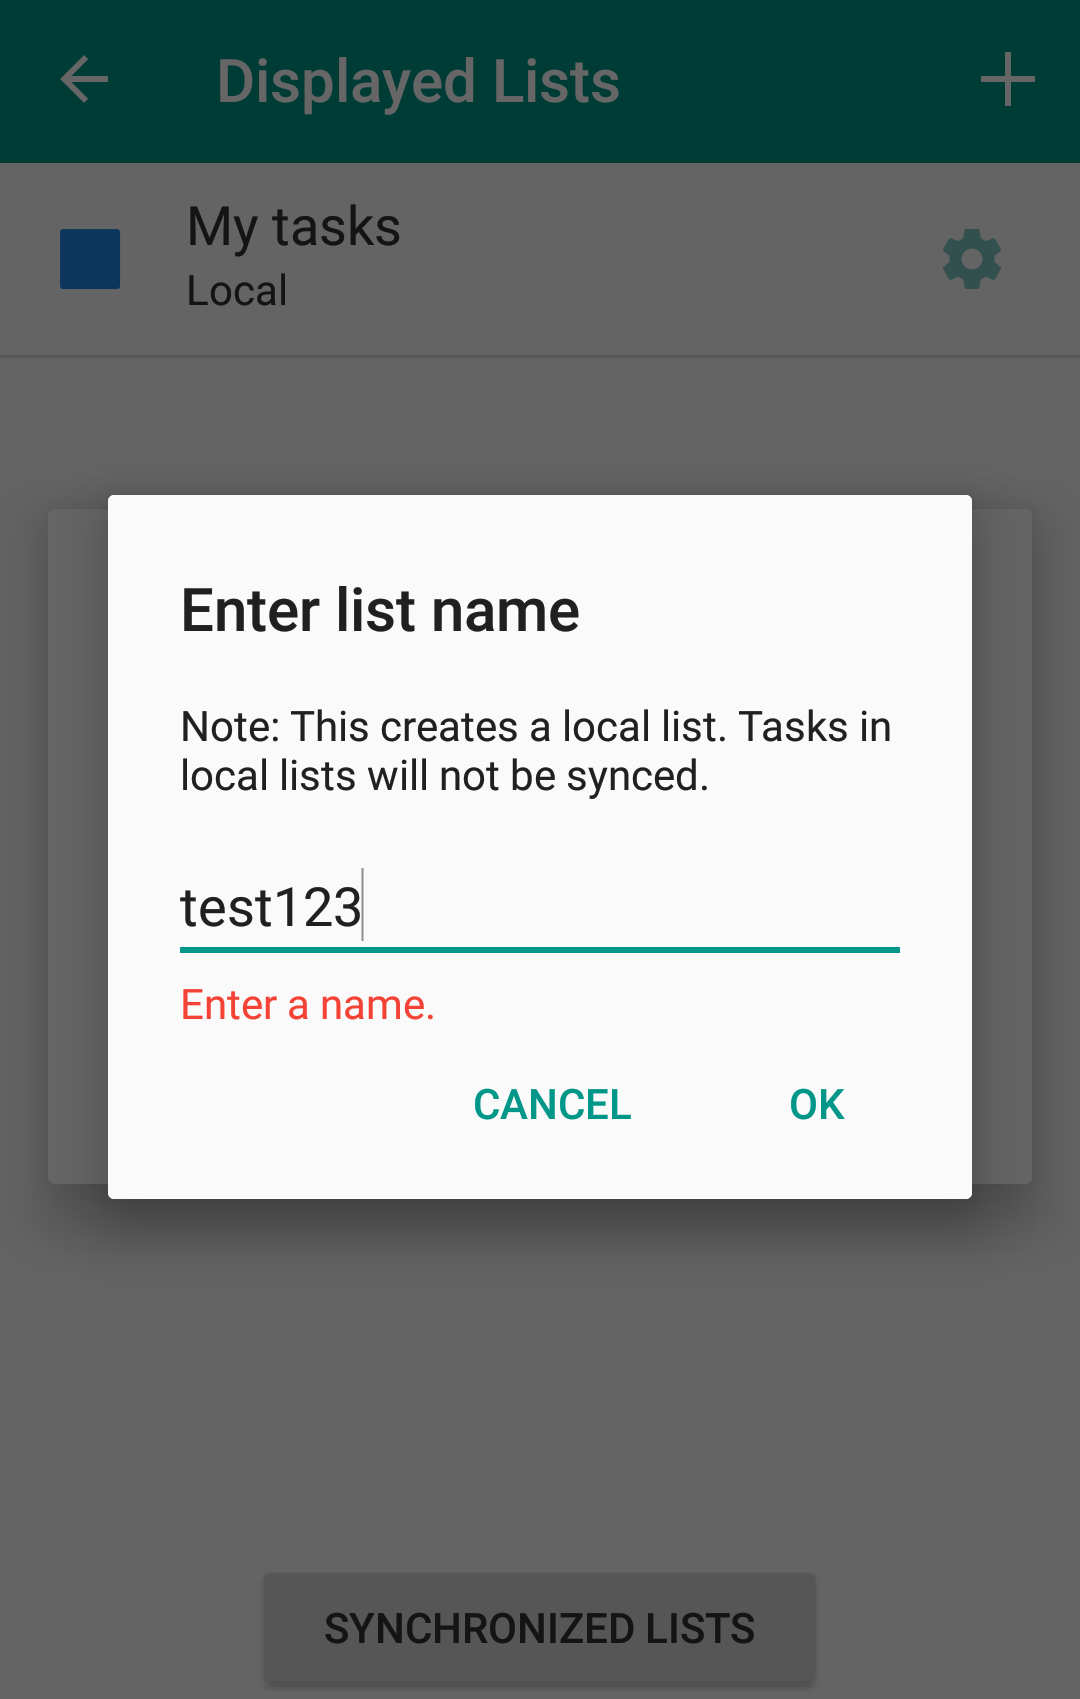 Displayed Lists
My tasks
Local
Enter list name
Note: This creates a local list. Tasks in
local lists will not be synced.
test123
Enter a name.
CANCEL OK
SYNCHRONIZED LISTS